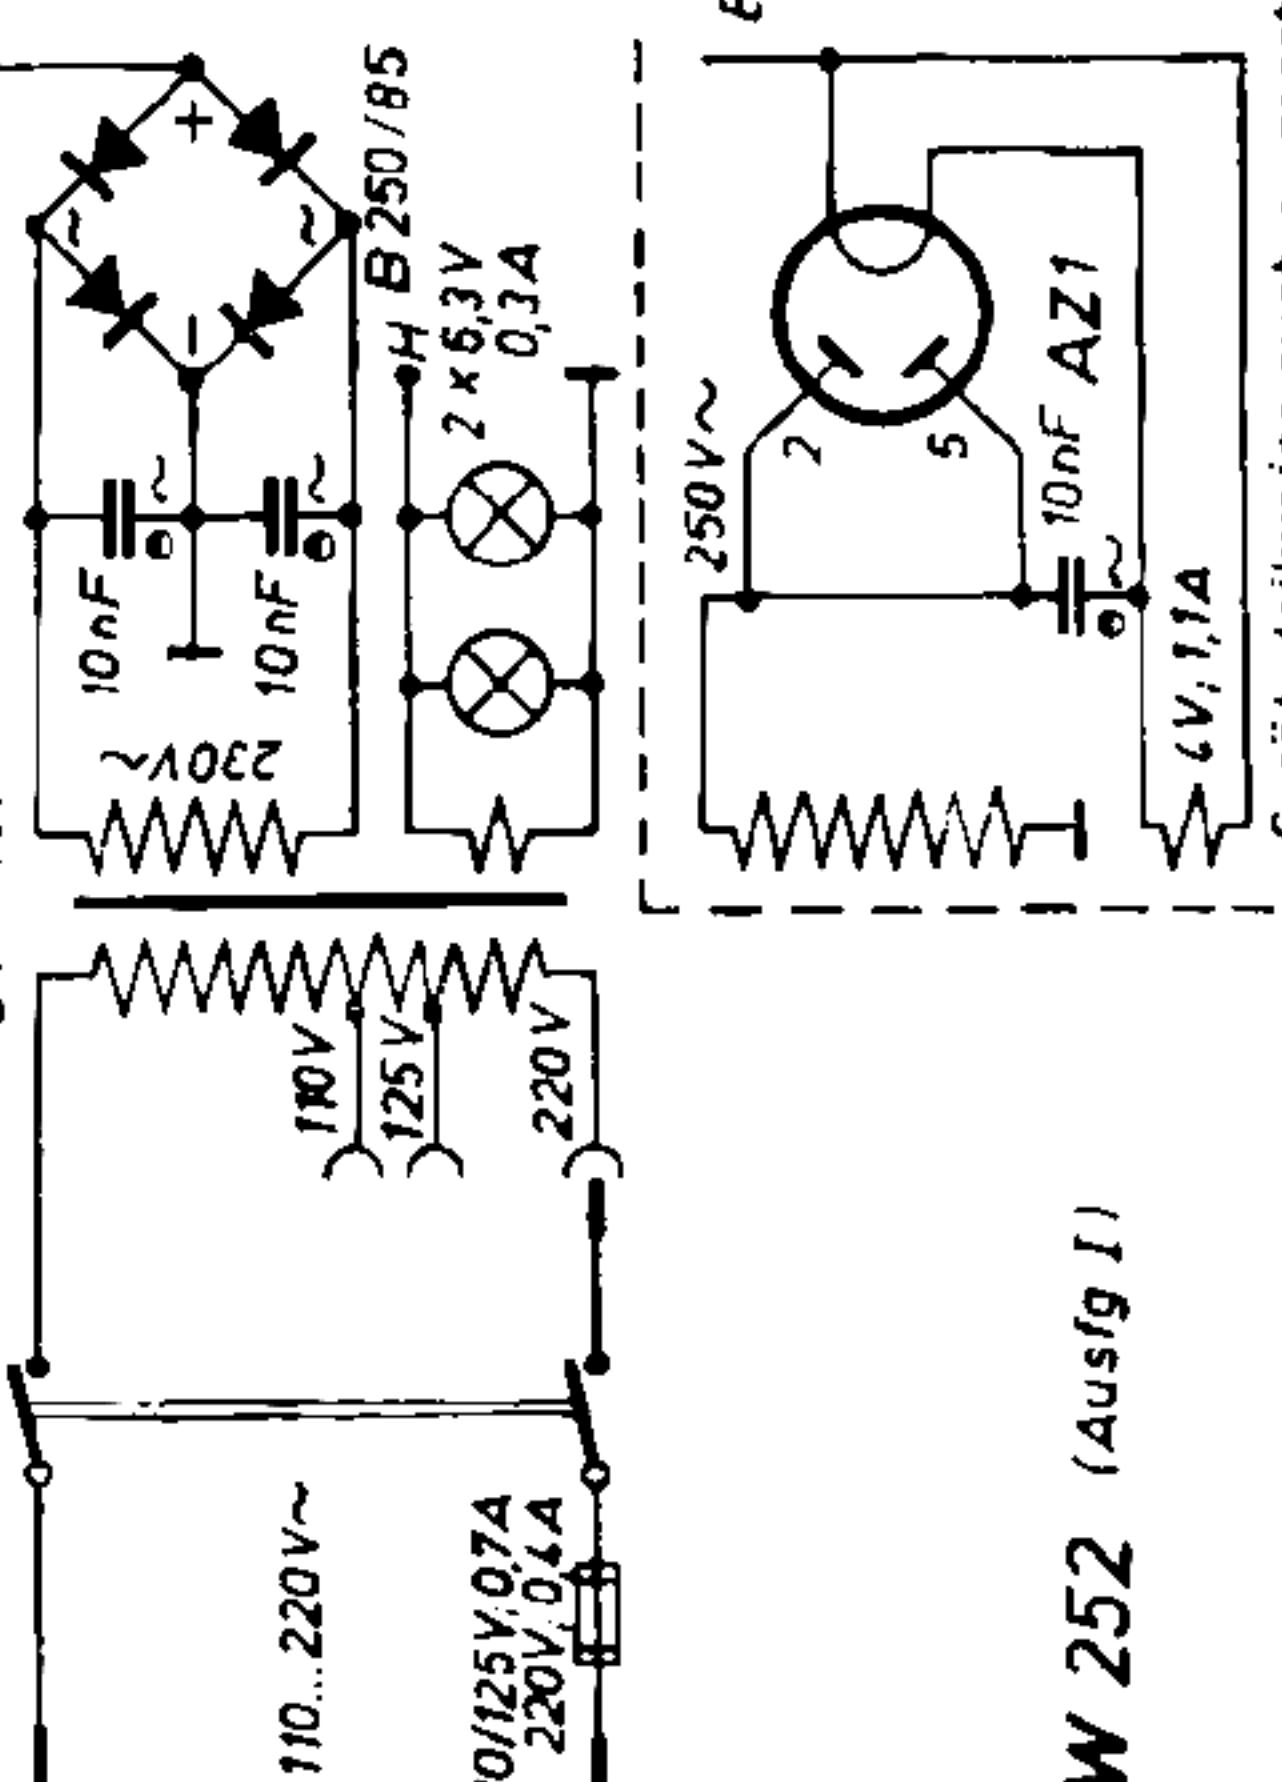 +
~
~
−
B 250/85
H
2 x 6,3V
0,3A
10nF
~
10nF
~
230V~
250V~
2
5
AZ1
10nF
~
4V; 1,1A
110V
125V
220V
110...220V~
0/125V; 0,7A
220V; 0,4A
W 252 (Ausfg I)